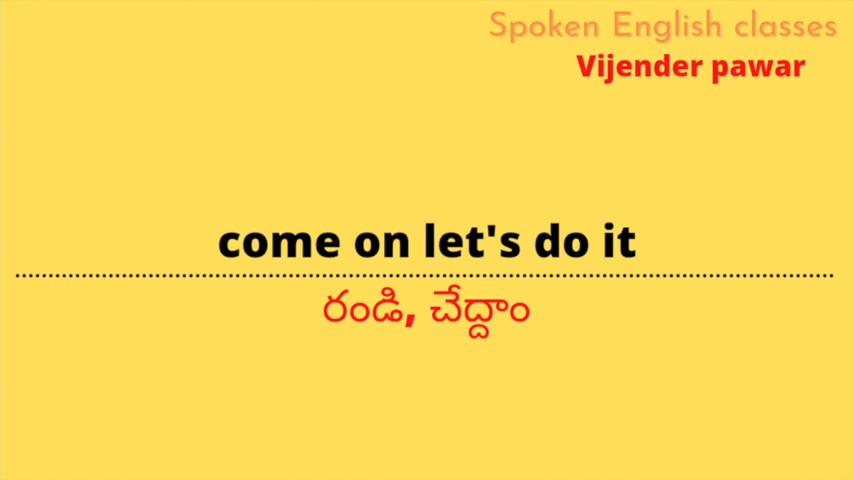 Spoken English classes
Vijender pawar
come on let's do it
రండి, చేద్దాం